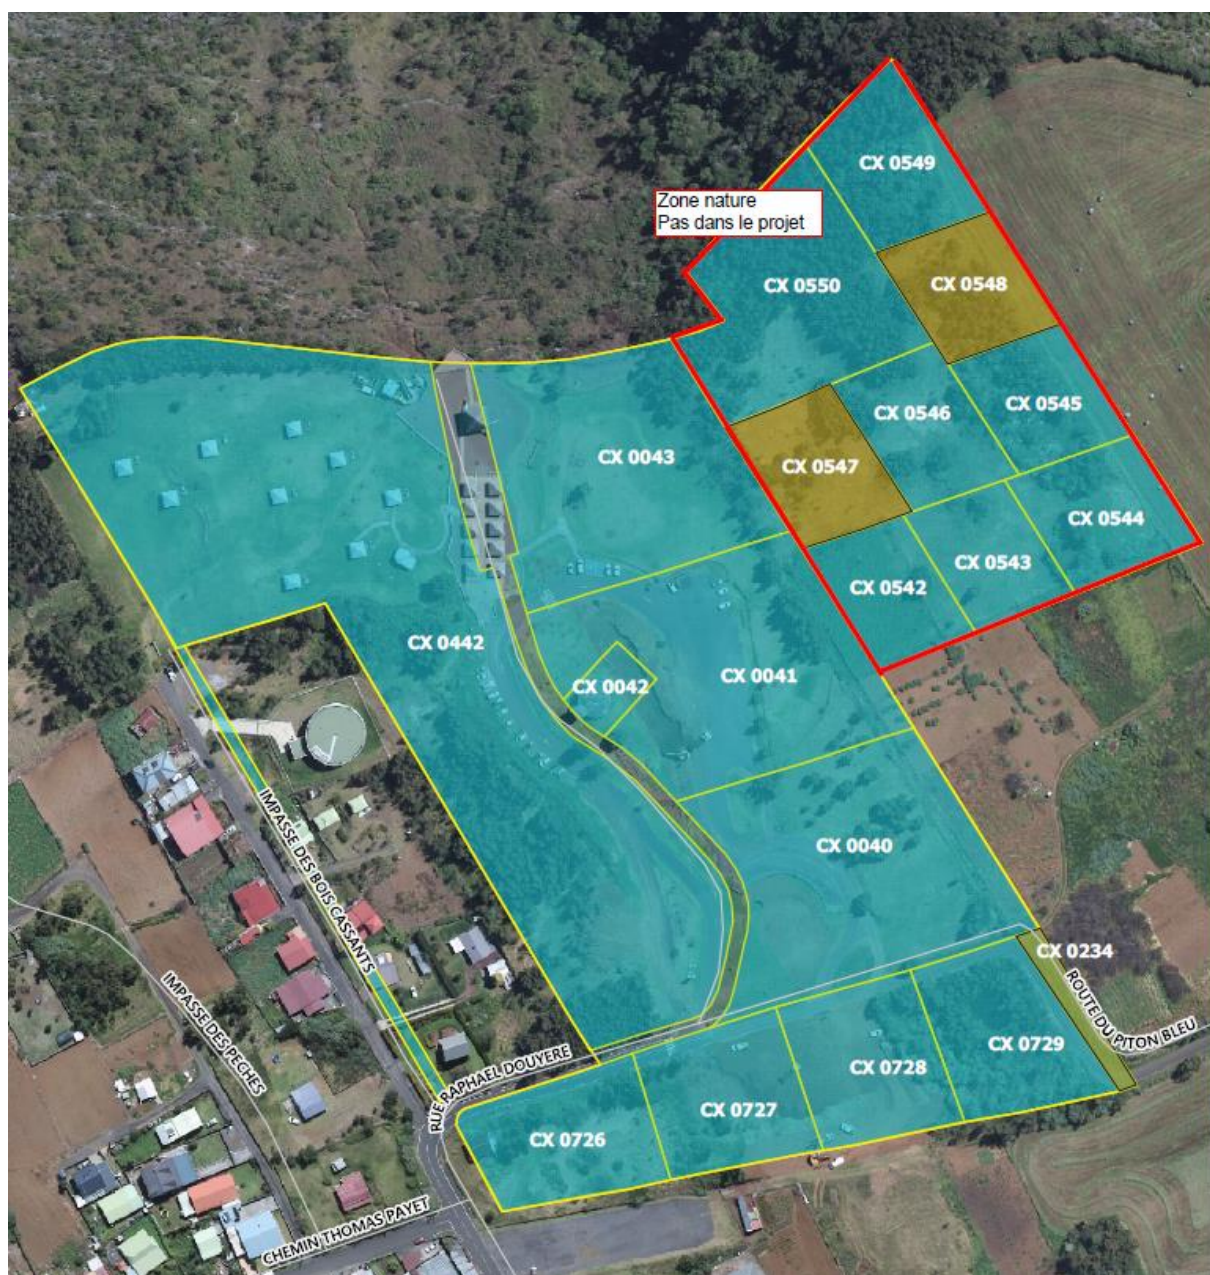 CX 0549
Zone nature
Pas dans le projet
CX 0550
CX 0548
CX 0545
CX 0546
CX 0043
CX 0547
CX 0544
CX 0543
CX 0542
CX 0442
CX 0042
CX 0041
CX 0040
IMPASSE DES BOIS CASSANTS
IMPASSE DES PECHES
CX 0234
ROUTE DU PITON BLEU
RUE RAPHAEL DOUYERE
CX 0729
CX 0728
CX 0727
CX 0726
CHEMIN THOMAS PAYET